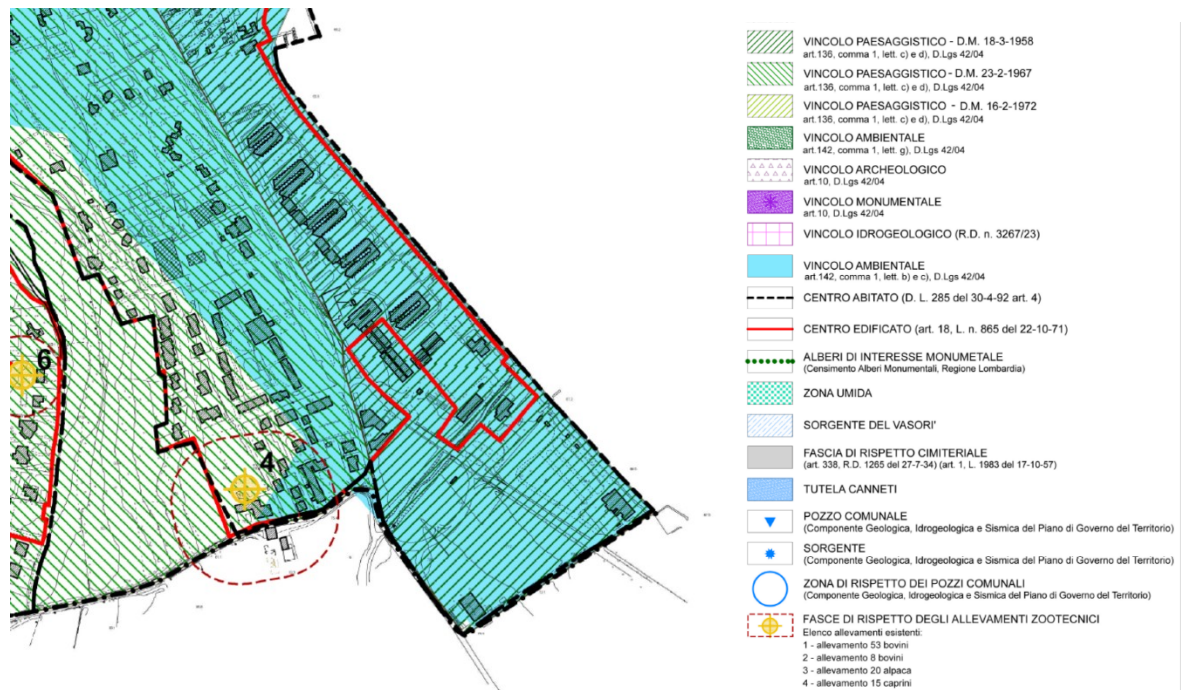 6
4
VINCOLO PAESAGGISTICO - D.M. 18-3-1958
art.136, comma 1, lett. c) e d), D.Lgs 42/04
VINCOLO PAESAGGISTICO - D.M. 23-2-1967
art.136, comma 1, lett. c) e d), D.Lgs 42/04
VINCOLO PAESAGGISTICO - D.M. 16-2-1972
art.136, comma 1, lett. c) e d), D.Lgs 42/04
VINCOLO AMBIENTALE
art.142, comma 1, lett. g), D.Lgs 42/04
VINCOLO ARCHEOLOGICO
art.10, D.Lgs 42/04
VINCOLO MONUMENTALE
art.10, D.Lgs 42/04
VINCOLO IDROGEOLOGICO (R.D. n. 3267/23)
VINCOLO AMBIENTALE
art.142, comma 1, lett. b) e c), D.Lgs 42/04
CENTRO ABITATO (D. L. 285 del 30-4-92 art. 4)
CENTRO EDIFICATO (art. 18, L. n. 865 del 22-10-71)
ALBERI DI INTERESSE MONUMETALE
(Censimento Alberi Monumentali, Regione Lombardia)
ZONA UMIDA
SORGENTE DEL VASORI'
FASCIA DI RISPETTO CIMITERIALE
(art. 338, R.D. 1265 del 27-7-34) (art. 1, L. 1983 del 17-10-57)
TUTELA CANNETI
POZZO COMUNALE
(Componente Geologica, Idrogeologica e Sismica del Piano di Governo del Territorio)
SORGENTE
(Componente Geologica, Idrogeologica e Sismica del Piano di Governo del Territorio)
ZONA DI RISPETTO DEI POZZI COMUNALI
(Componente Geologica, Idrogeologica e Sismica del Piano di Governo del Territorio)
FASCE DI RISPETTO DEGLI ALLEVAMENTI ZOOTECNICI
Elenco allevamenti esistenti:
1 - allevamento 53 bovini
2 - allevamento 8 bovini
3 - allevamento 20 alpaca
4 - allevamento 15 caprini